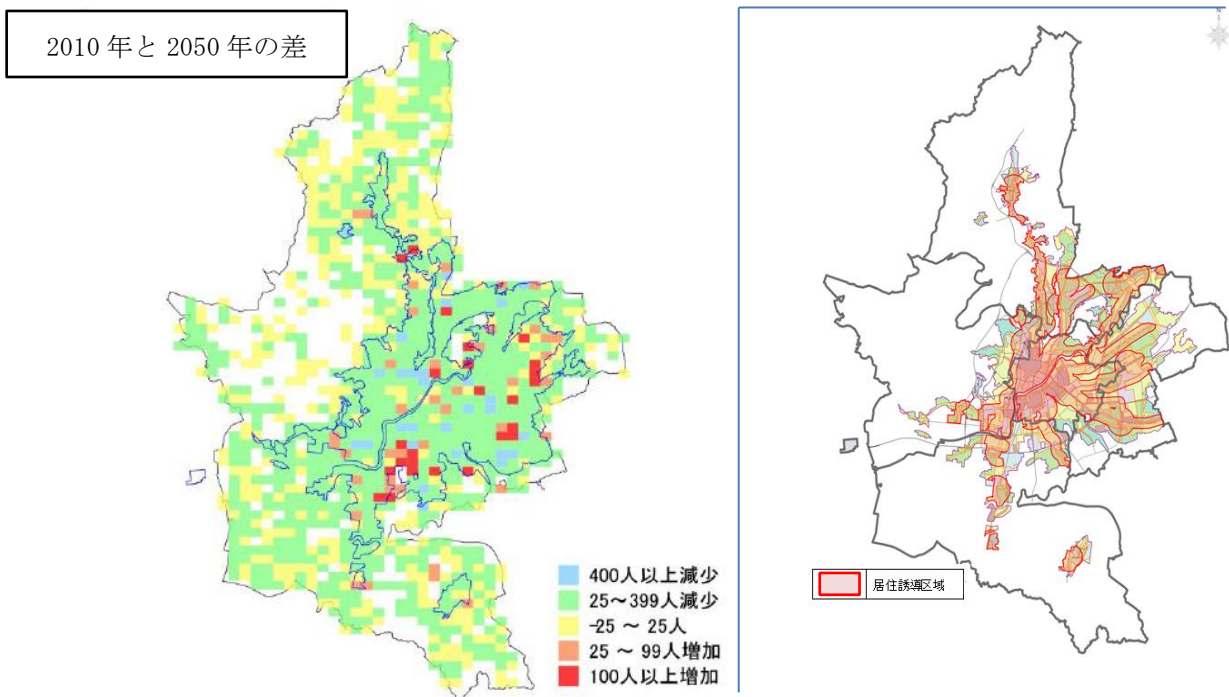 2010 年と 2050 年の差
400人以上減少
25～399人減少
-25 ～ 25人
25 ～ 99人増加
100人以上増加
居住誘導区域